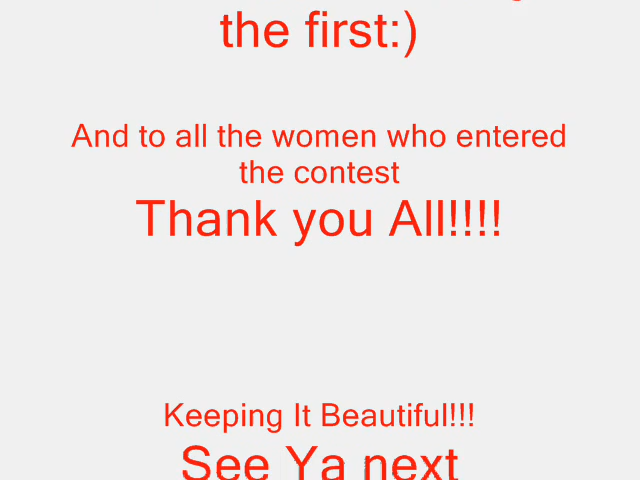 the first:)
And to all the women who entered
the contest
Thank you All!!!!
Keeping It Beautiful!!!
See Ya next